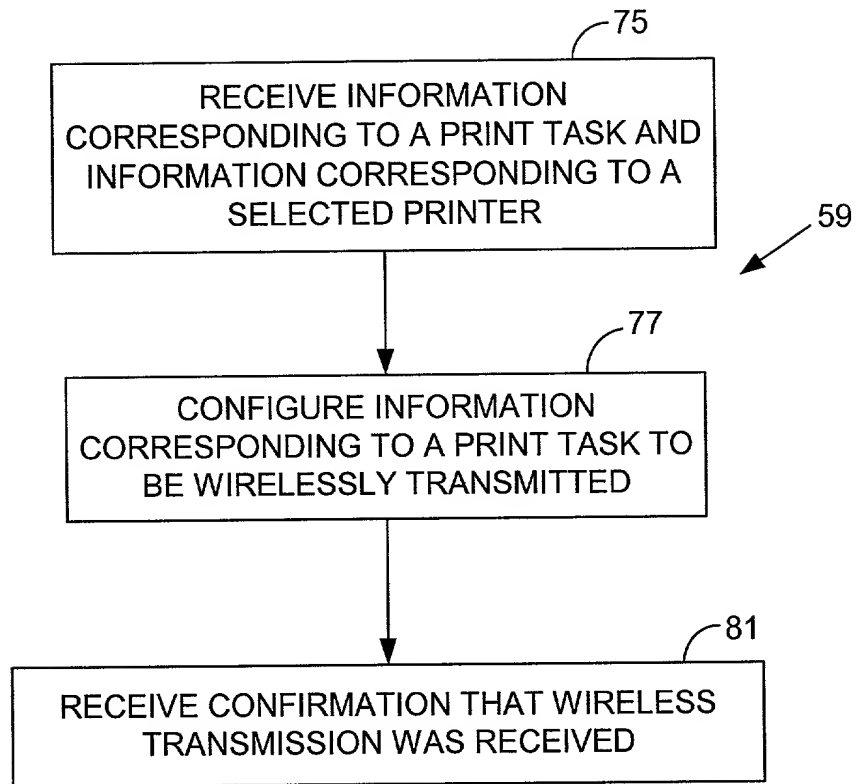 75
RECEIVE INFORMATION
CORRESPONDING TO A PRINT TASK AND
INFORMATION CORRESPONDING TO A
SELECTED PRINTER
59
77
CONFIGURE INFORMATION
CORRESPONDING TO A PRINT TASK TO
BE WIRELESSLY TRANSMITTED
81
RECEIVE CONFIRMATION THAT WIRELESS
TRANSMISSION WAS RECEIVED